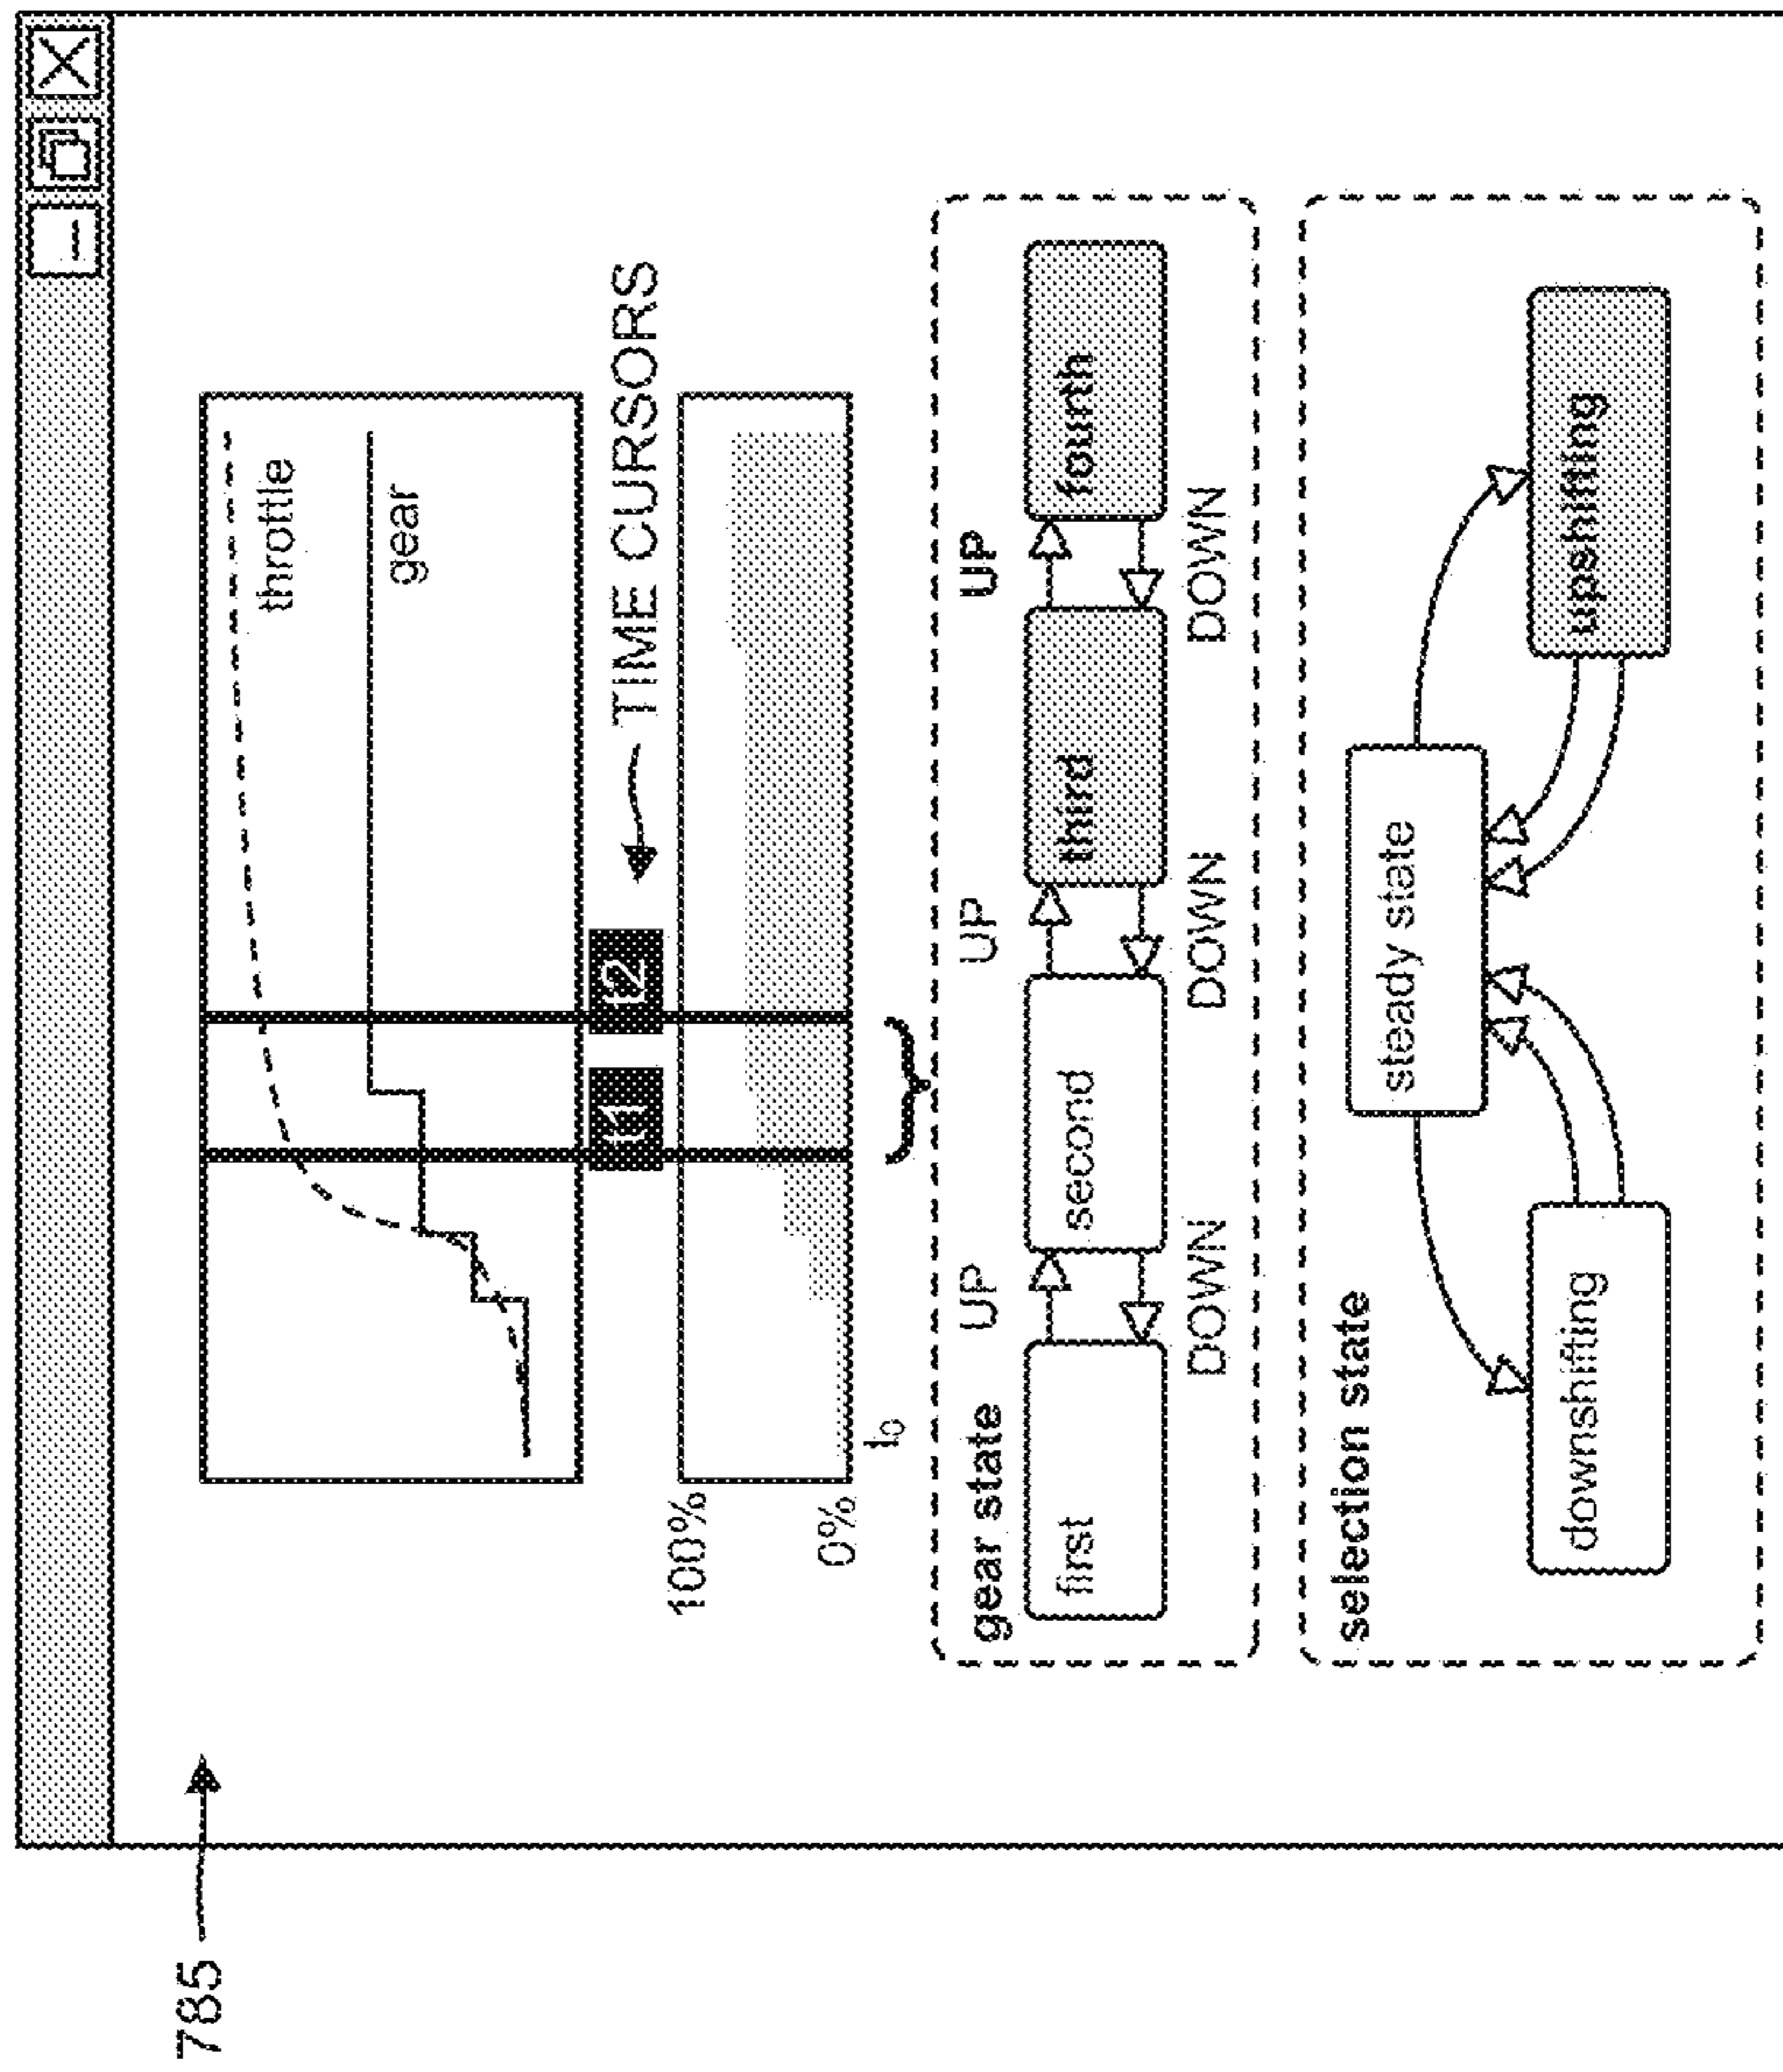 785
throttle
gear
t1 t2
TIME CURSORS
100%
0%
t0
gear state
UP UP UP
first second third fourth
DOWN DOWN DOWN
selection state
steady state
downshifting upshifting